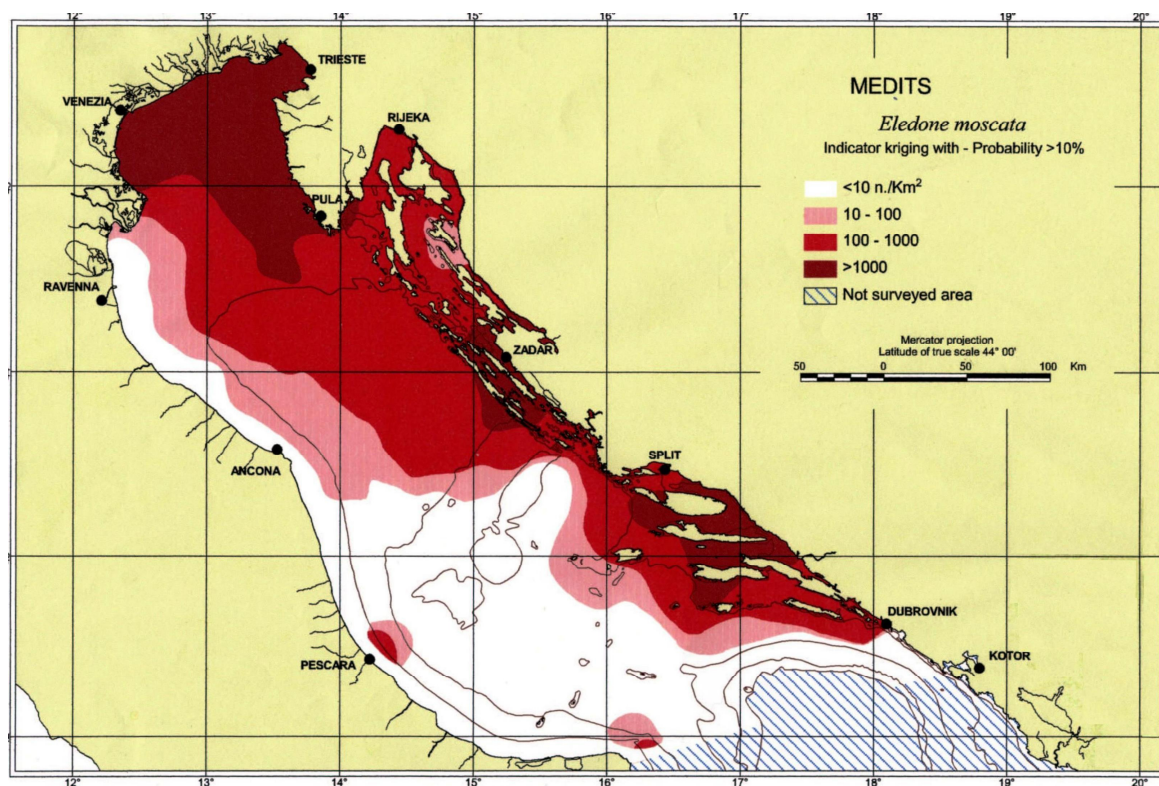 12° 13° 14° 15° 16° 17° 18° 19° 20°
TRIESTE
VENEZIA
RIJEKA
MEDITS
Eledone moscata
Indicator kriging with - Probability >10%
<10 n./Km²
10 - 100
100 - 1000
>1000
Not surveyed area
PULA
RAVENNA
ZADAR
Mercator projection
Latitude of true scale 44° 00'
50 0 50 100 Km
ANCONA
SPLIT
DUBROVNIK
PESCARA
KOTOR
12° 13° 14° 15° 16° 17° 18° 19° 20°